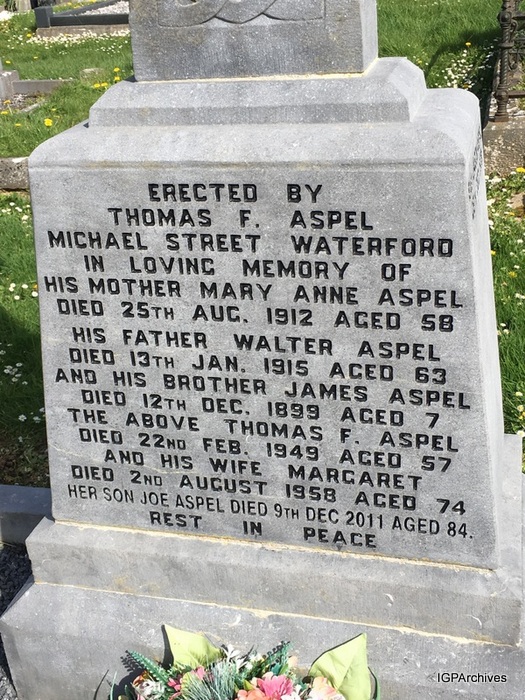 ERECTED BY
THOMAS F. ASPEL
MICHAEL STREET WATERFORD
IN LOVING MEMORY OF
HIS MOTHER MARY ANNE ASPEL
DIED 25TH AUG. 1912 AGED 58
HIS FATHER WALTER ASPEL
DIED 13TH JAN. 1915 AGED 63
AND HIS BROTHER JAMES ASPEL
DIED 12TH DEC. 1899 AGED 7
THE ABOVE THOMAS F. ASPEL
DIED 22ND FEB. 1949 AGED 57
AND HIS WIFE MARGARET
DIED 2ND AUGUST 1958 AGED 74
HER SON JOE ASPEL DIED 9TH DEC 2011 AGED 84.
REST IN PEACE
IGPArchives